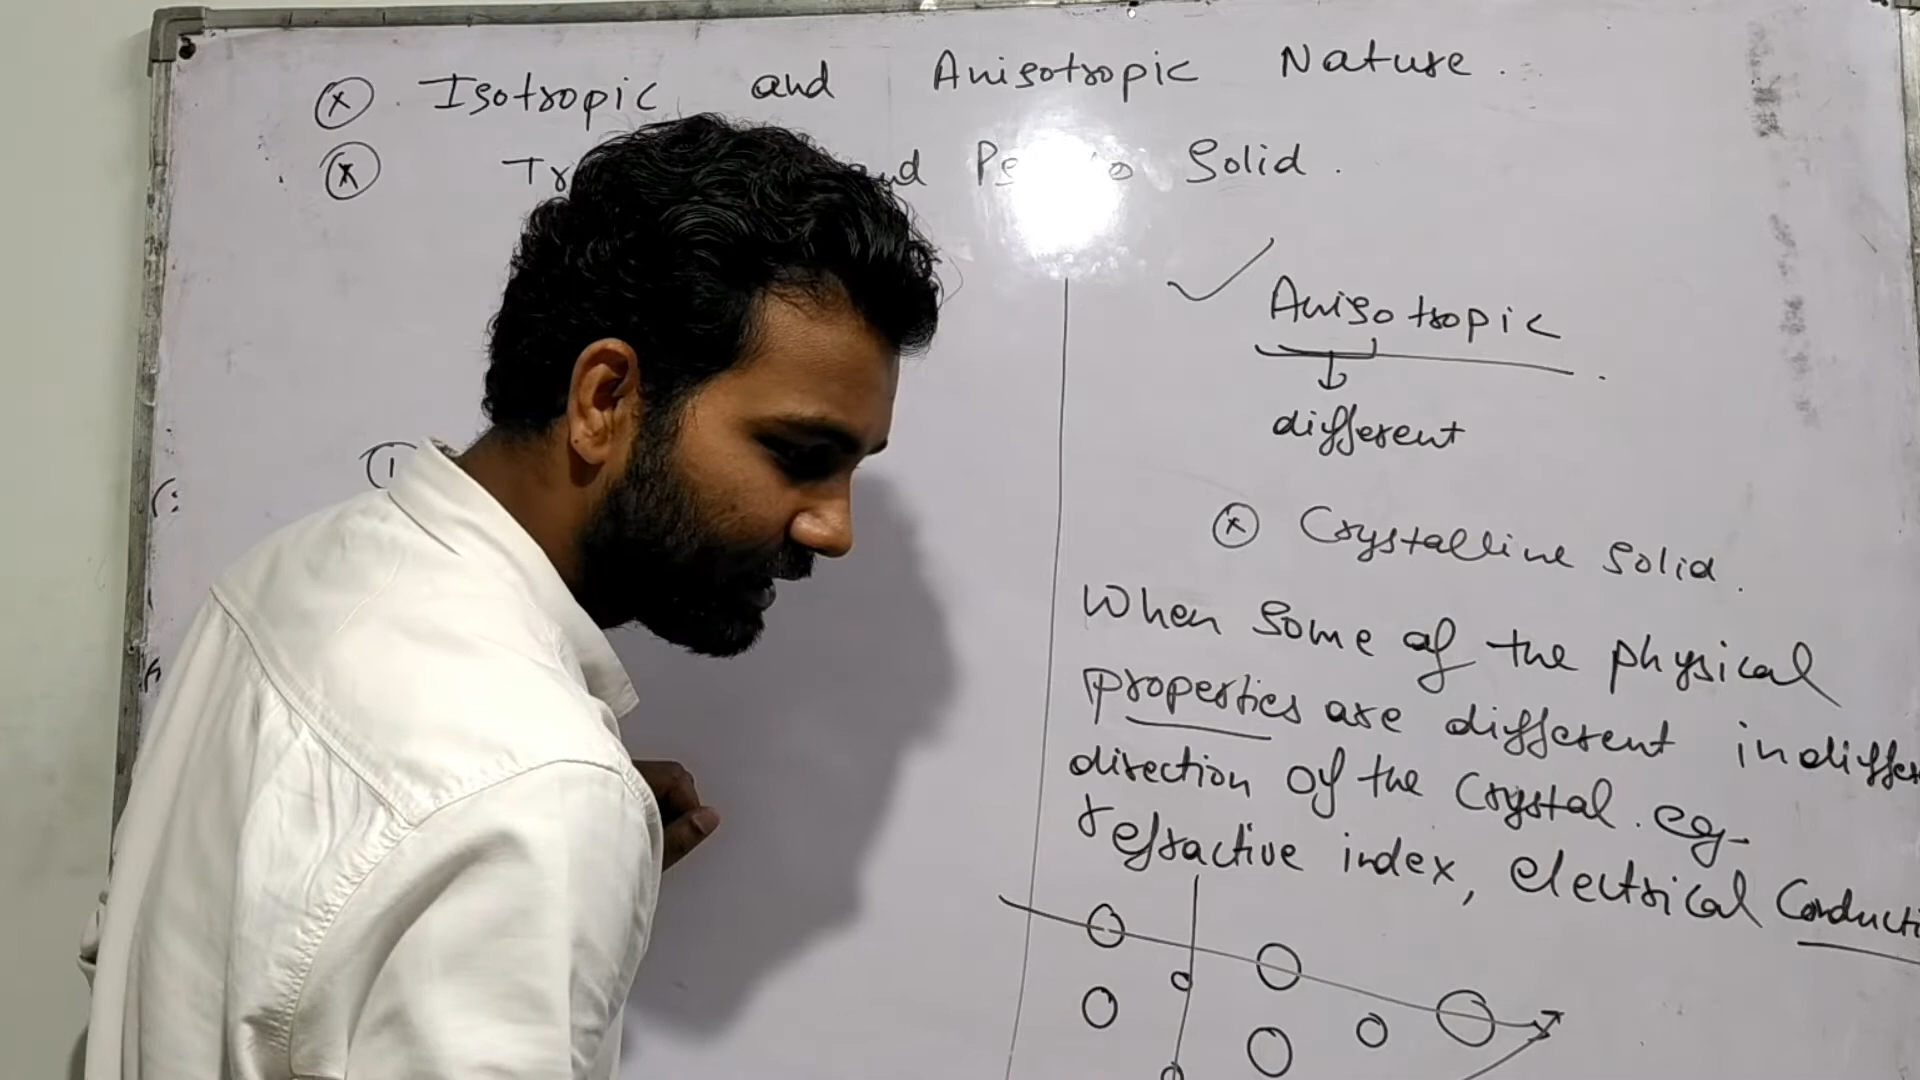 Isotropic and Anisotropic Nature.
and Solid.
Anisotropic
different
Crystalline Solid.
When some of the physical
properties are different in
direction of the Crystal. eg-
refractive index, electrical